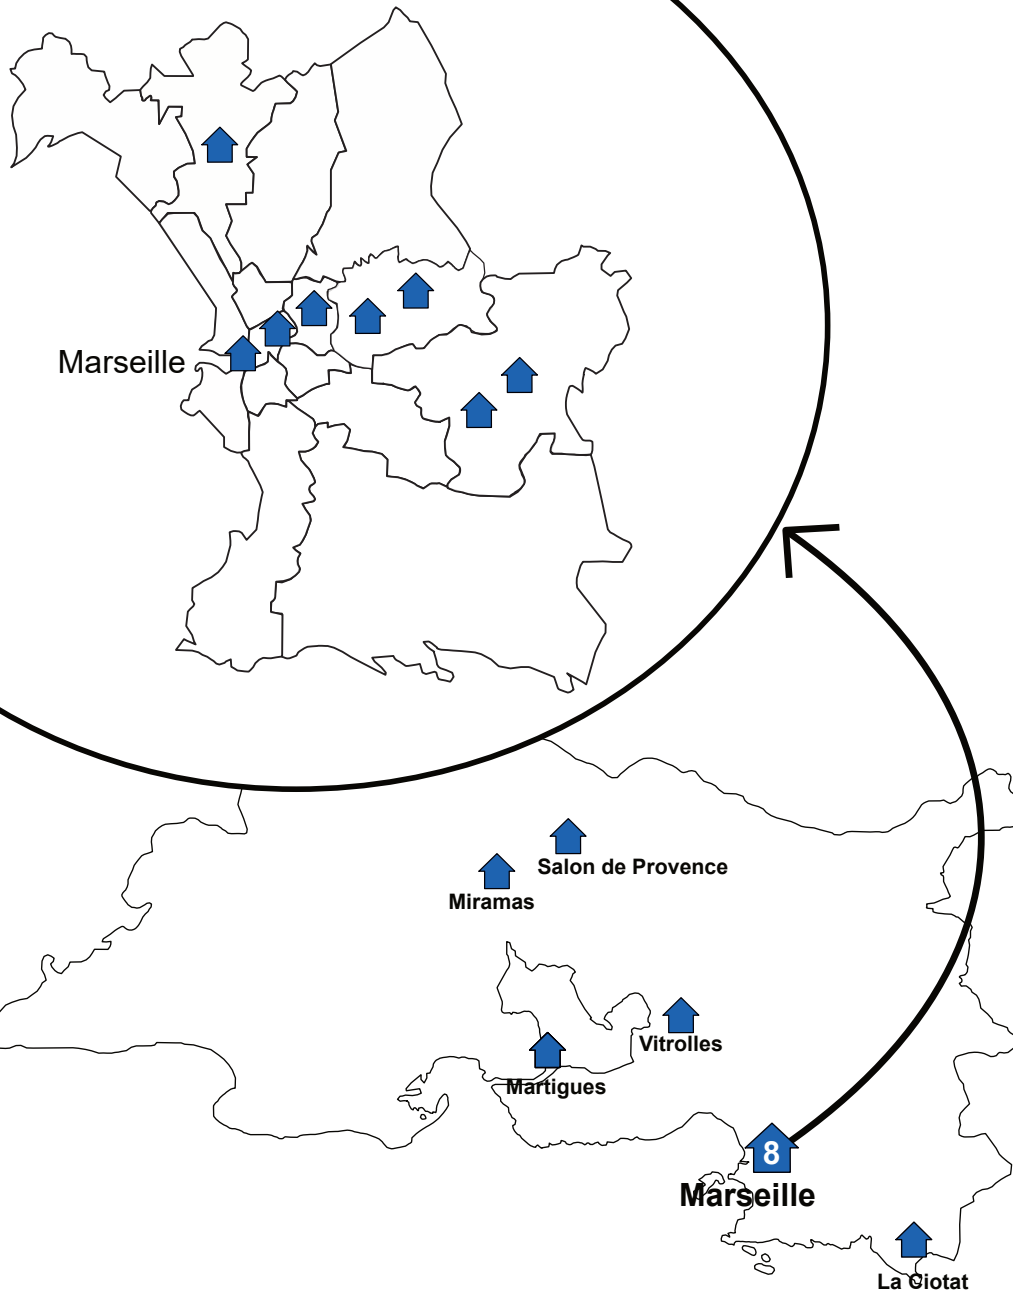 Marseille
Salon de Provence
Miramas
Vitrolles
Martigues
8
Marseille
La Ciotat